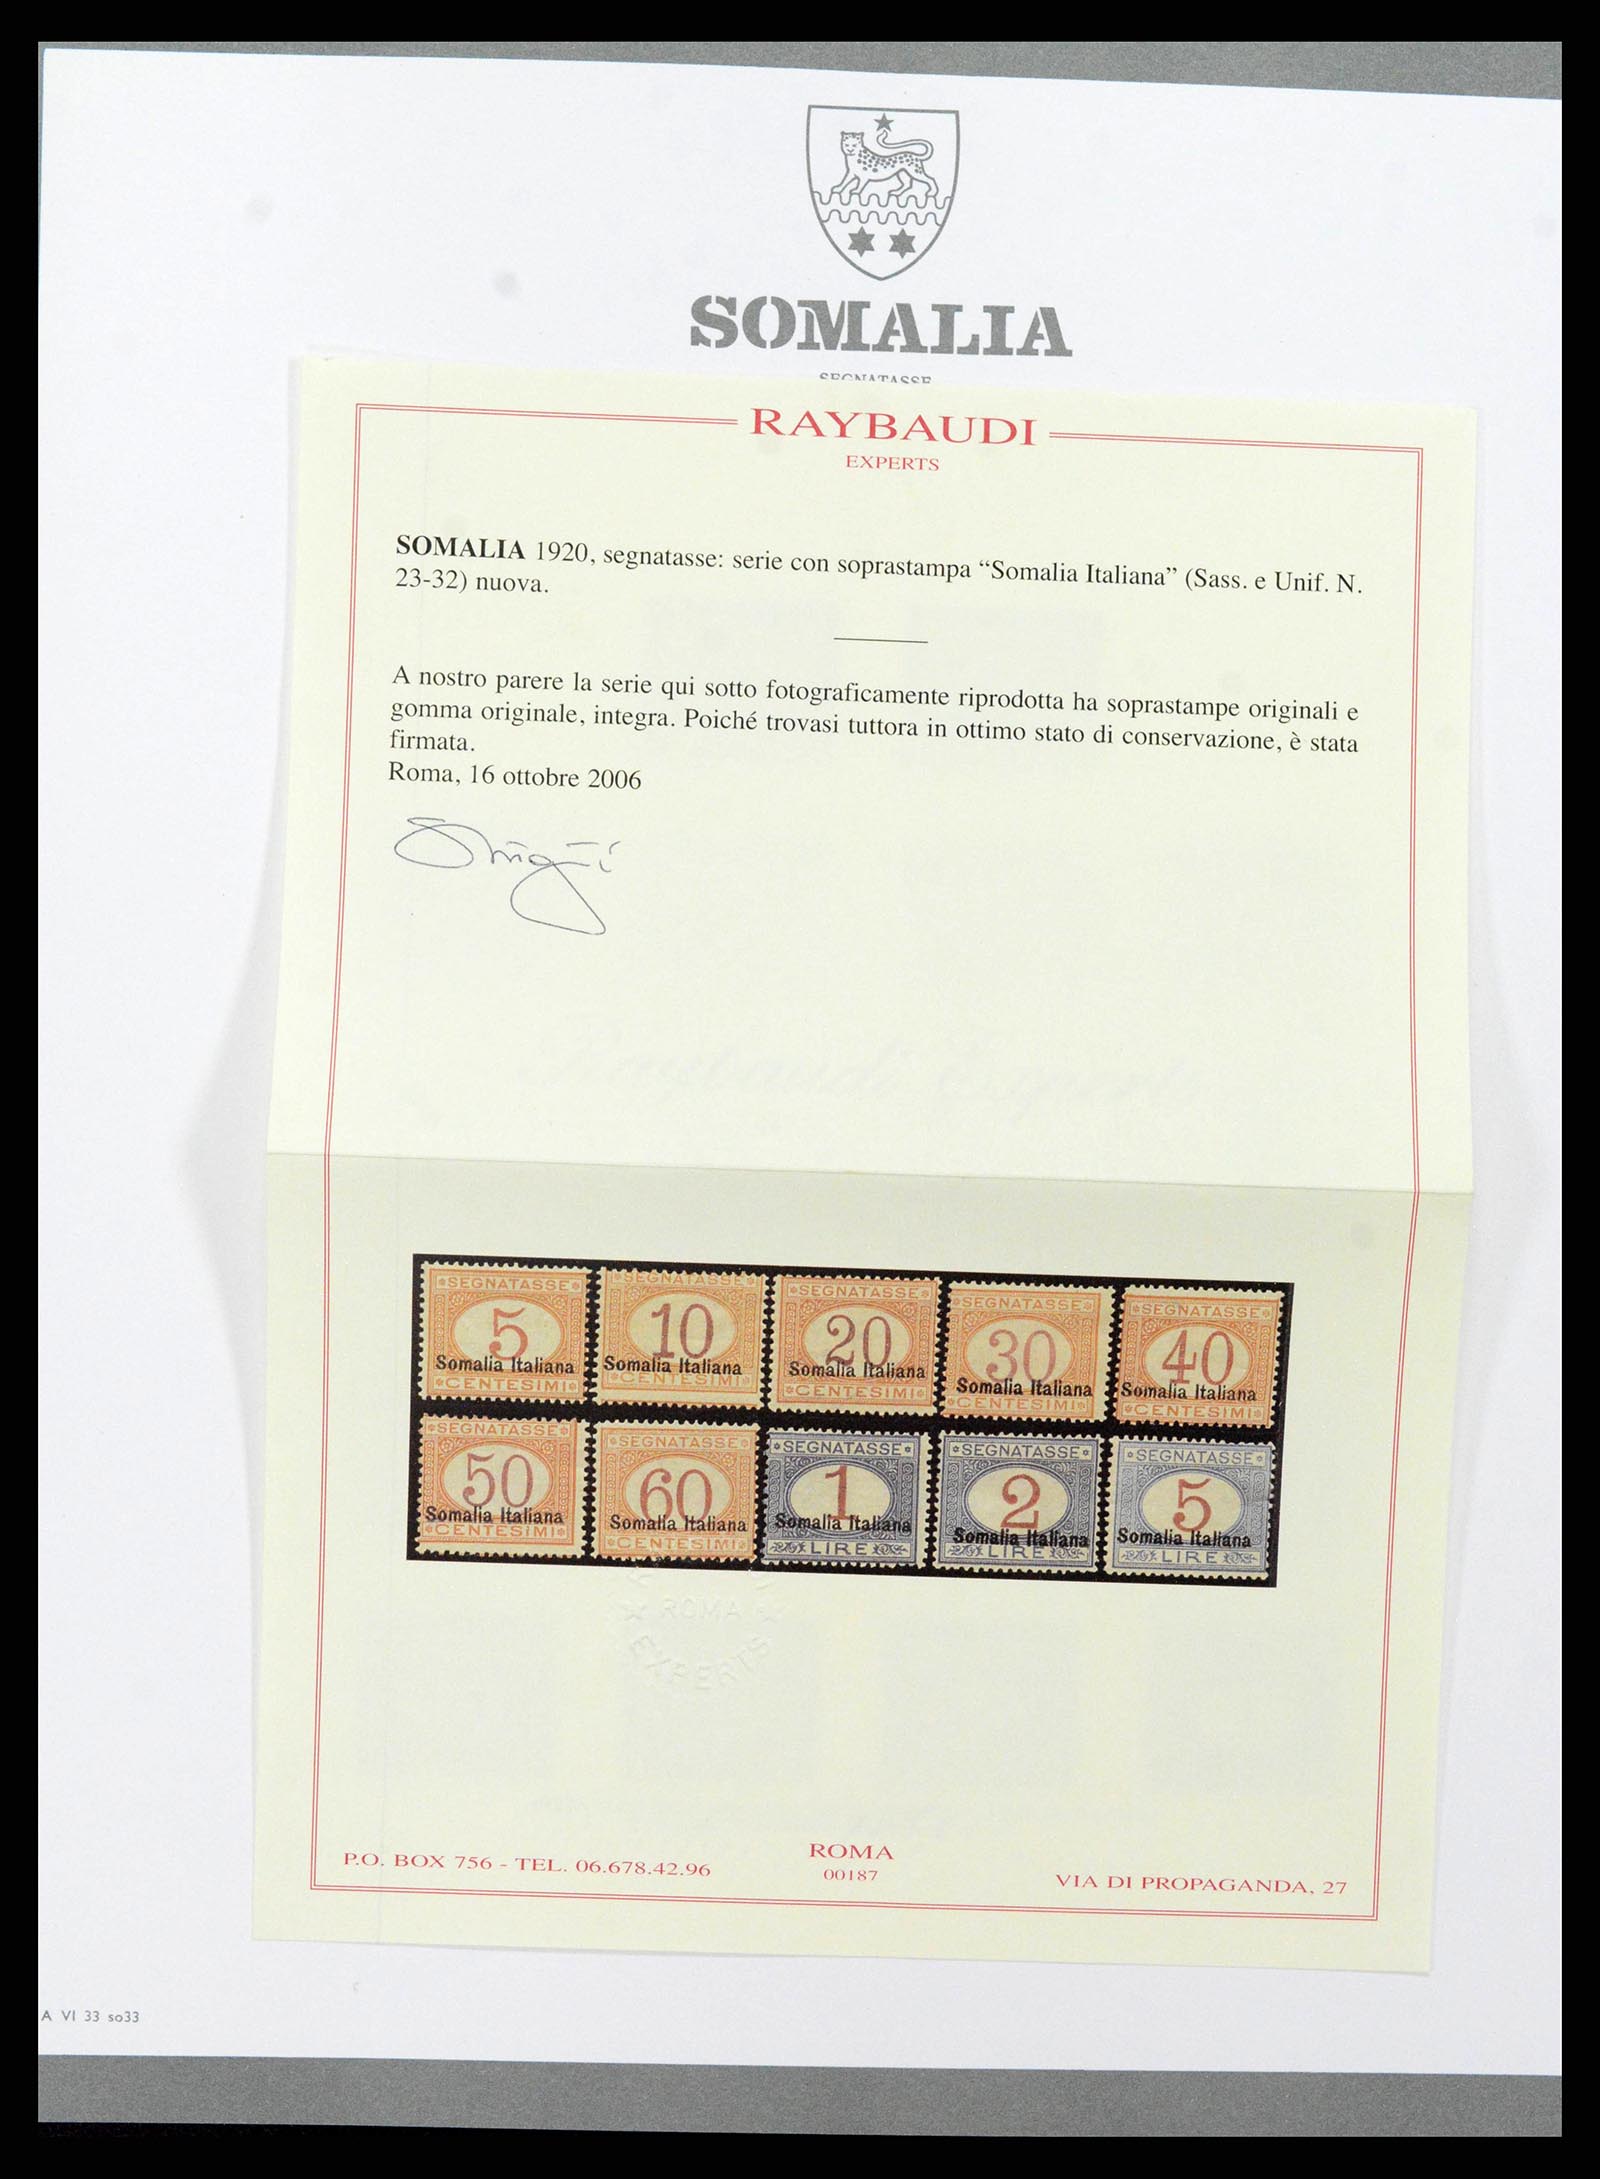 SOMALIA
SEGNATASSE
RAYBAUDI
EXPERTS
SOMALIA 1920, segnatasse: serie con soprastampa “Somalia Italiana” (Sass. e Unif. N.
23-32) nuova.
A nostro parere la serie qui sotto fotograficamente riprodotta ha soprastampe originali e
gomma originale, integra. Poiché trovasi tuttora in ottimo stato di conservazione, è stata
firmata.
Roma, 16 ottobre 2006
Raybaudi Experts
SEGNATASSE
5
Somalia Italiana
CENTESIMI
SEGNATASSE
10
Somalia Italiana
CENTESIMI
SEGNATASSE
20
Somalia Italiana
CENTESIMI
SEGNATASSE
30
Somalia Italiana
CENTESIMI
SEGNATASSE
40
Somalia Italiana
CENTESIMI
SEGNATASSE
50
Somalia Italiana
CENTESIMI
SEGNATASSE
60
Somalia Italiana
CENTESIMI
SEGNATASSE
1
Somalia Italiana
LIRE
SEGNATASSE
2
Somalia Italiana
LIRE
SEGNATASSE
5
Somalia Italiana
LIRE
ROMA
EXPERTS
P.O. BOX 756 - TEL. 06.678.42.96
ROMA
00187
VIA DI PROPAGANDA, 27
A VI 33 so33